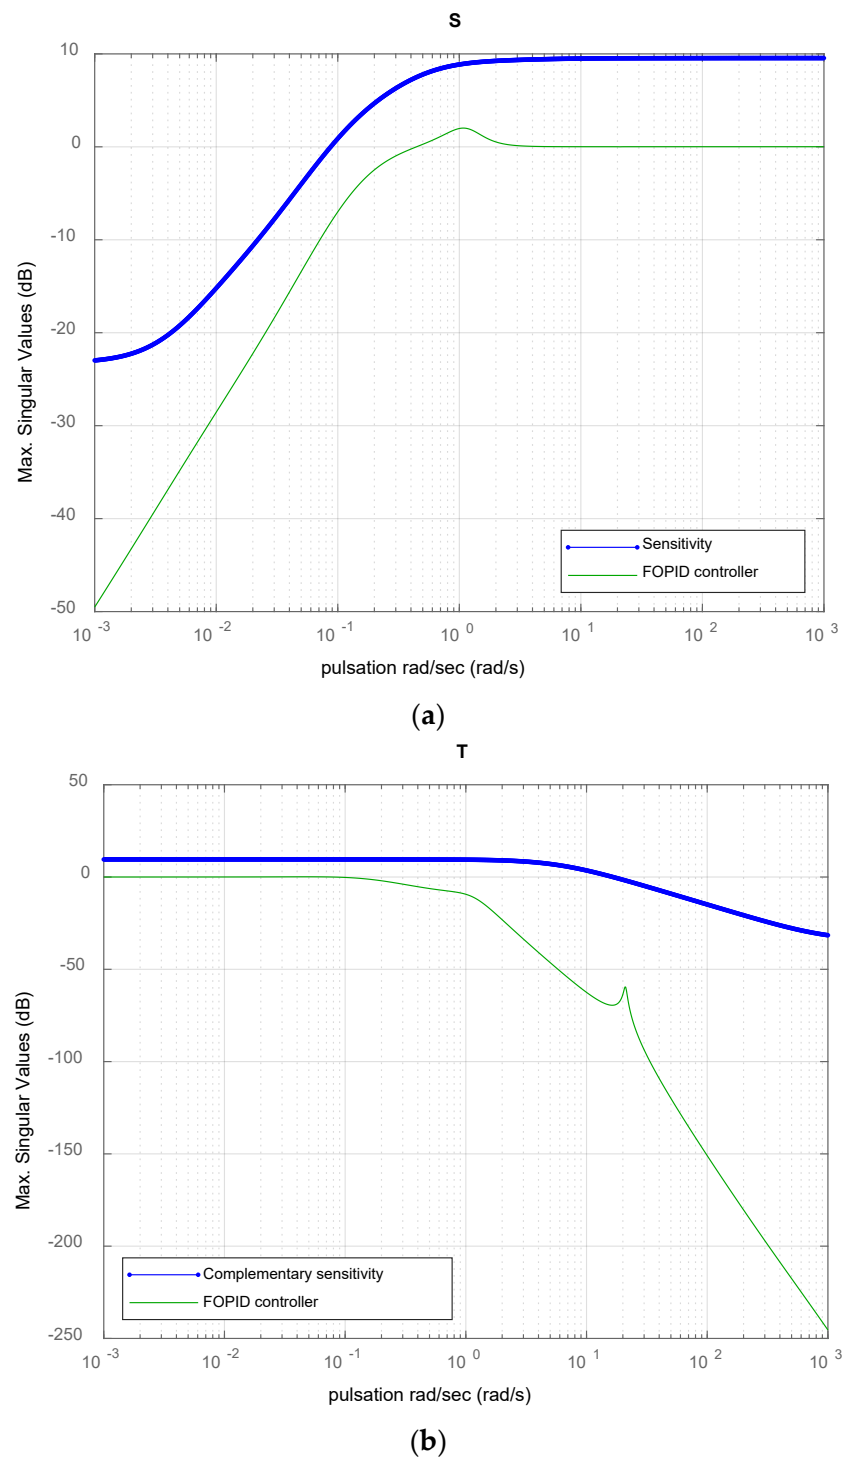 S
10
0
-10
-20
-30
-40
-50
Max. Singular Values (dB)
Sensitivity
FOPID controller
10 -3 10 -2 10 -1 10 0 10 1 10 2 10 3
pulsation rad/sec (rad/s)
(a)
T
50
0
-50
-100
-150
-200
-250
Max. Singular Values (dB)
Complementary sensitivity
FOPID controller
10 -3 10 -2 10 -1 10 0 10 1 10 2 10 3
pulsation rad/sec (rad/s)
(b)